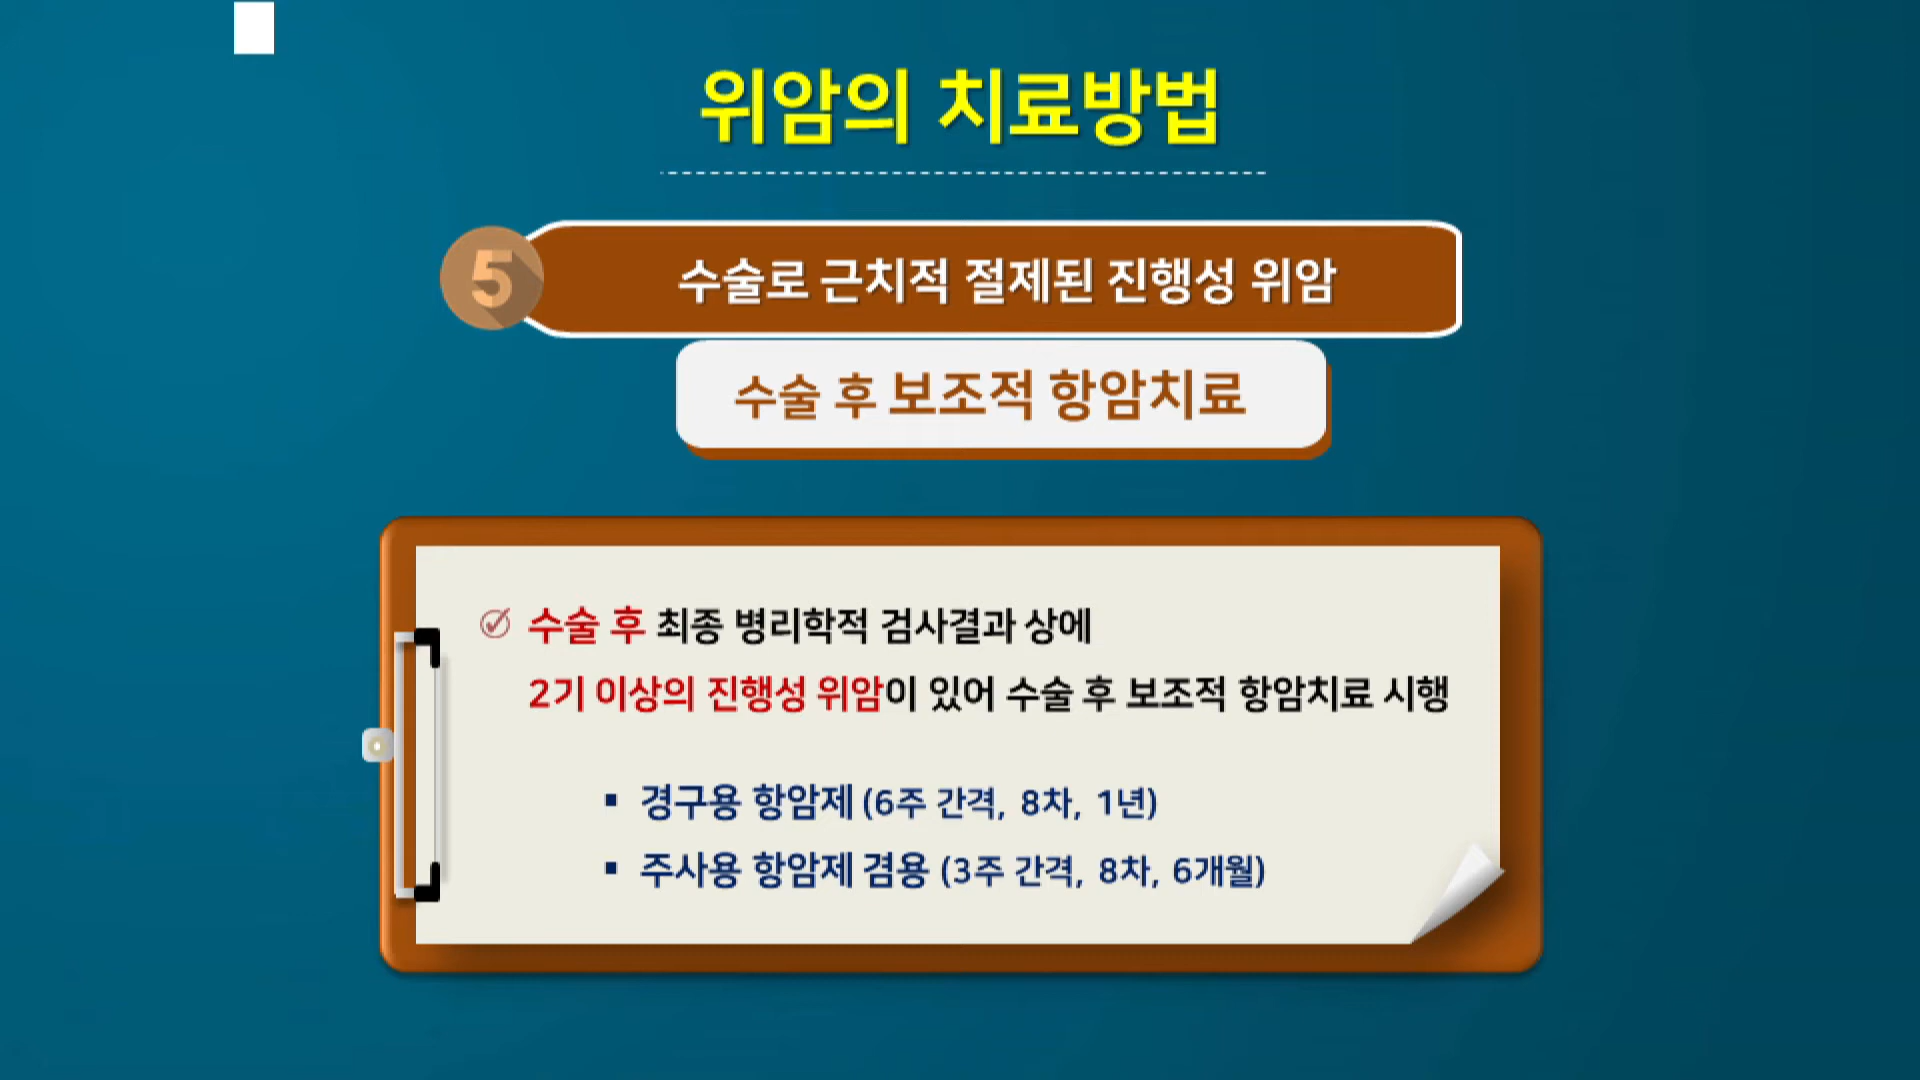 위암의 치료방법
5 수술로 근치적 절제된 진행성 위암
수술 후 보조적 항암치료
수술 후 최종 병리학적 검사결과 상에
2기 이상의 진행성 위암이 있어 수술 후 보조적 항암치료 시행
▪ 경구용 항암제 (6주 간격, 8차, 1년)
▪ 주사용 항암제 겸용 (3주 간격, 8차, 6개월)